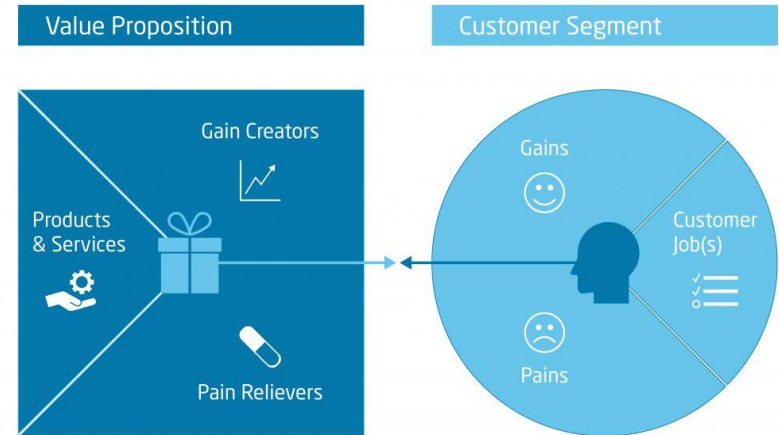 Value Proposition
Customer Segment
Gain Creators
Products
& Services
Pain Relievers
Gains
Customer
Job(s)
Pains